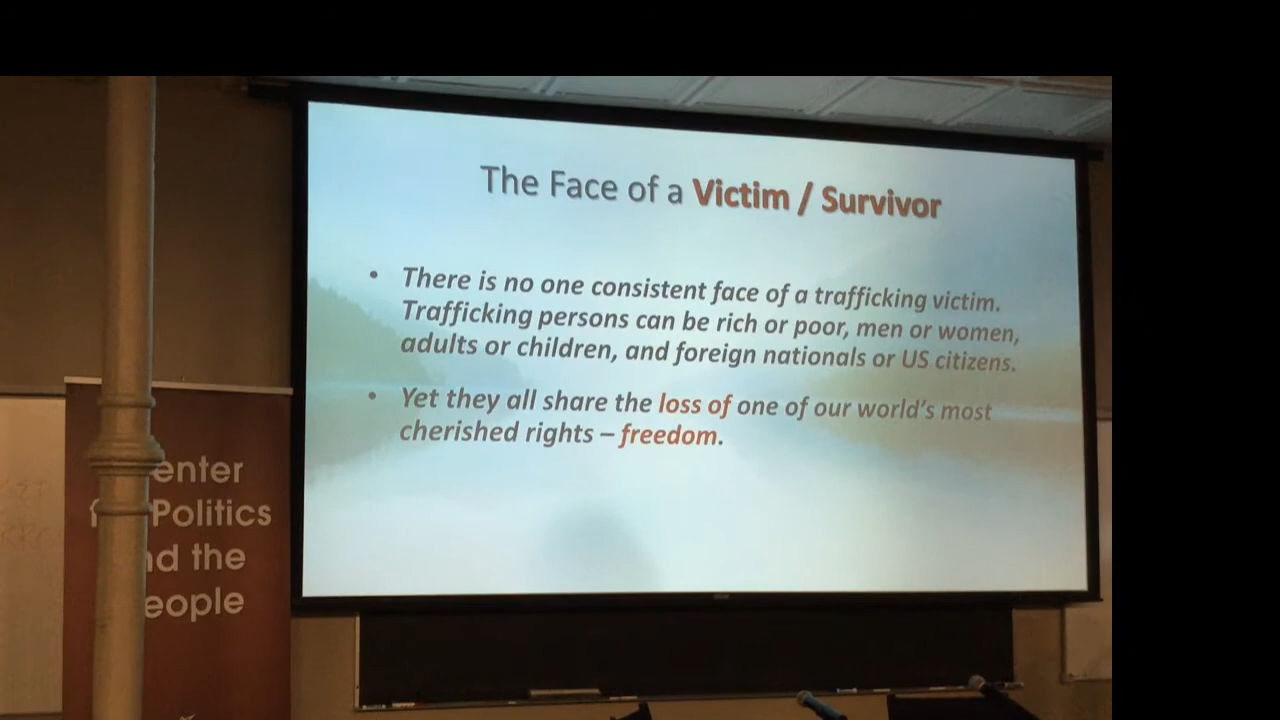 The Face of a Victim / Survivor
• There is no one consistent face of a trafficking victim.
Trafficking persons can be rich or poor, men or women,
adults or children, and foreign nationals or US citizens.
• Yet they all share the loss of one of our world's most
cherished rights – freedom.
enter
Politics
nd the
eople